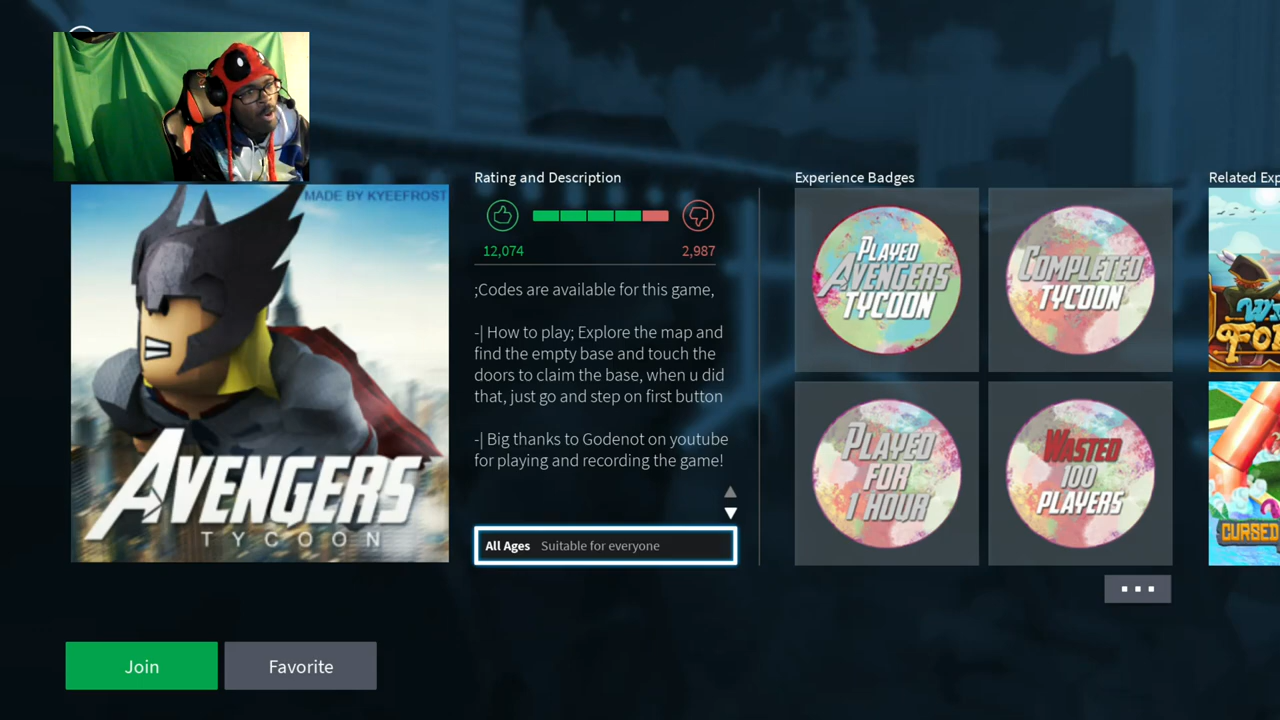 MADE BY KYEEFROST
AVENGERS
TYCOON
Join
Favorite
Rating and Description
12,074
2,987
;Codes are available for this game,
-| How to play; Explore the map and
find the empty base and touch the
doors to claim the base, when u did
that, just go and step on first button
-| Big thanks to Godenot on youtube
for playing and recording the game!
All Ages Suitable for everyone
Experience Badges
PLAYED
AVENGERS
TYCOON
COMPLETED
TYCOON
PLAYED
FOR
1 HOUR
WASTED
100
PLAYERS
Related Exp
CURSED